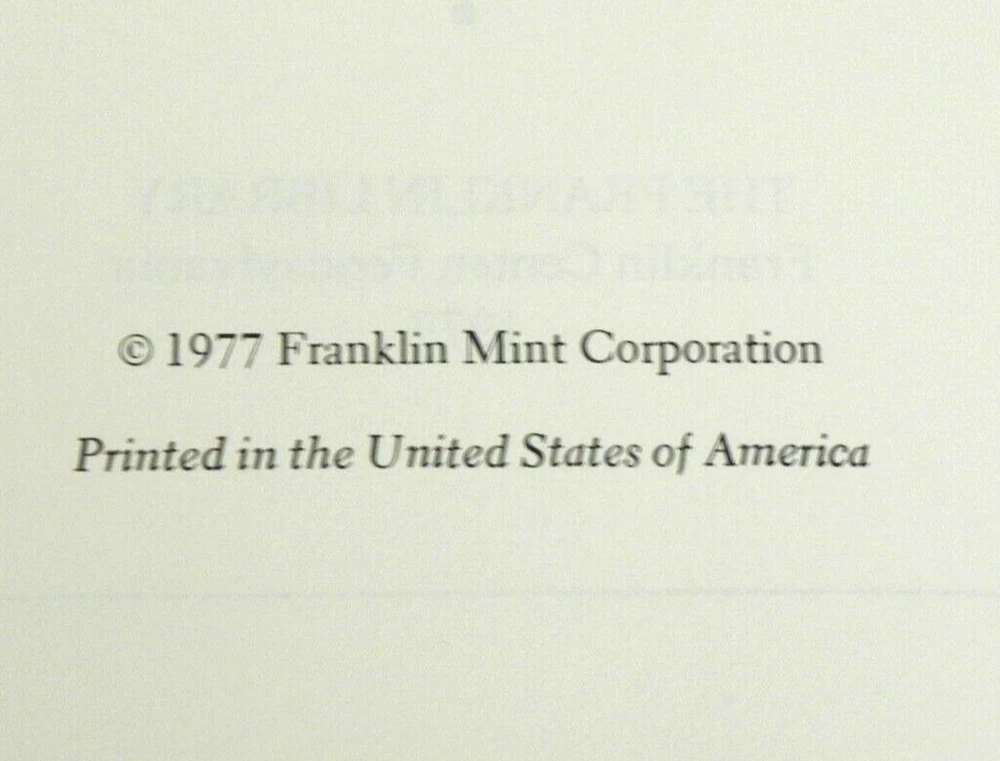 © 1977 Franklin Mint Corporation
Printed in the United States of America